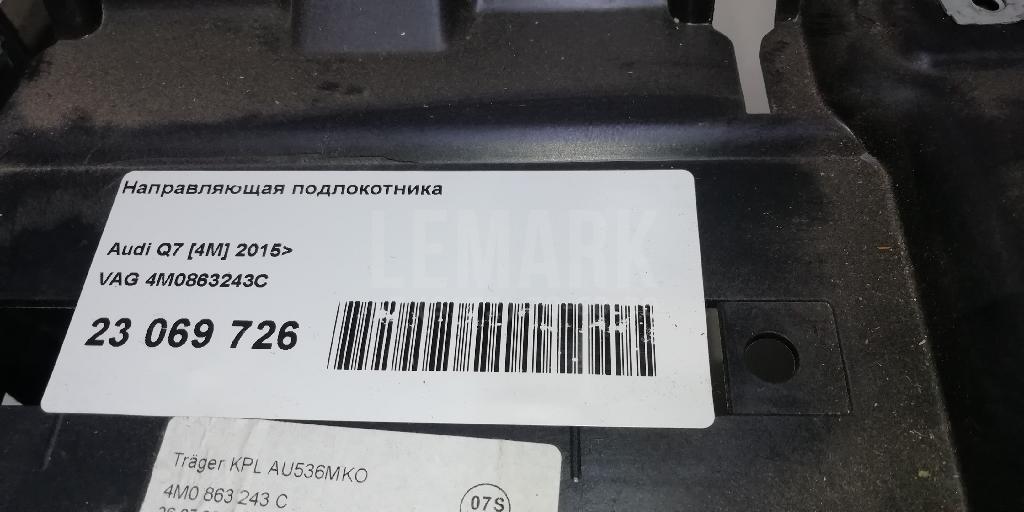 Направляющая подлокотника
LEMARK
Audi Q7 [4M] 2015>
VAG 4M0863243C
23 069 726
Träger KPL AU536MKO
4M0 863 243 C
07S